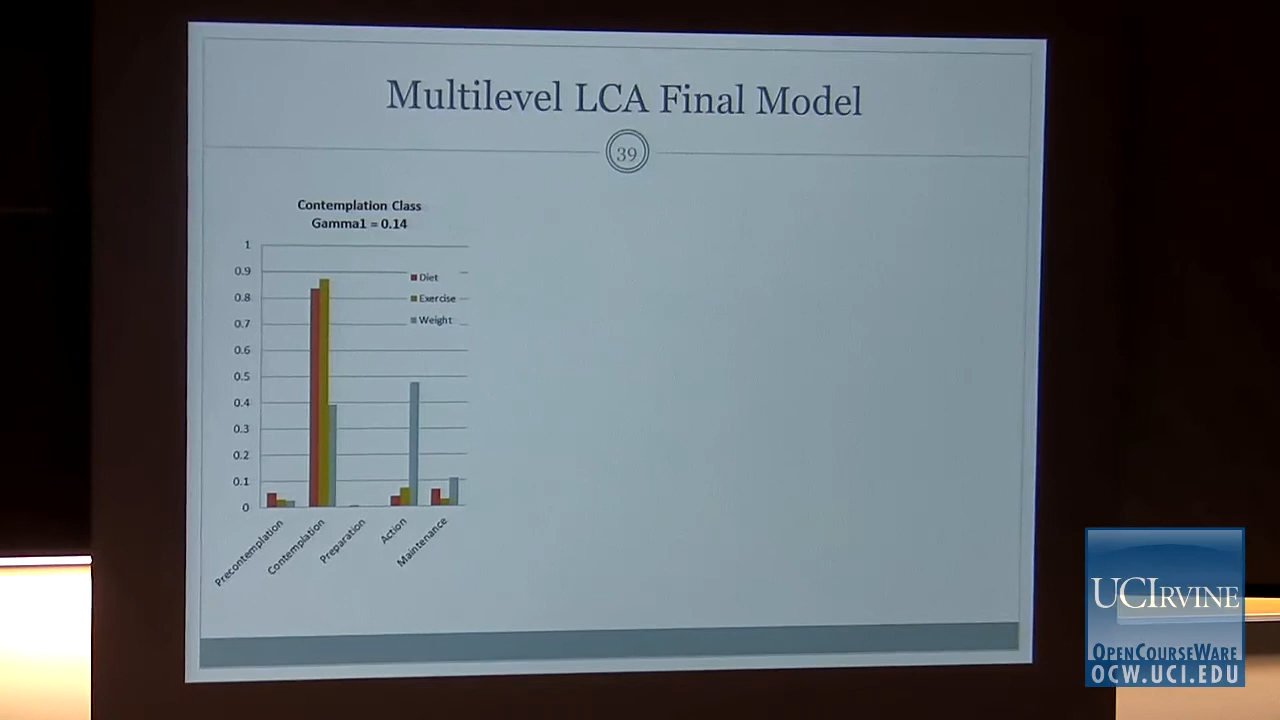 Multilevel LCA Final Model
39
Contemplation Class
Gamma1 = 0.14
1
0.9
0.8
0.7
0.6
0.5
0.4
0.3
0.2
0.1
0
Diet
Exercise
Weight
Precontemplation
Contemplation
Preparation
Action
Maintenance
UCIRVINE
OPENCOURSEWARE
OCW.UCI.EDU